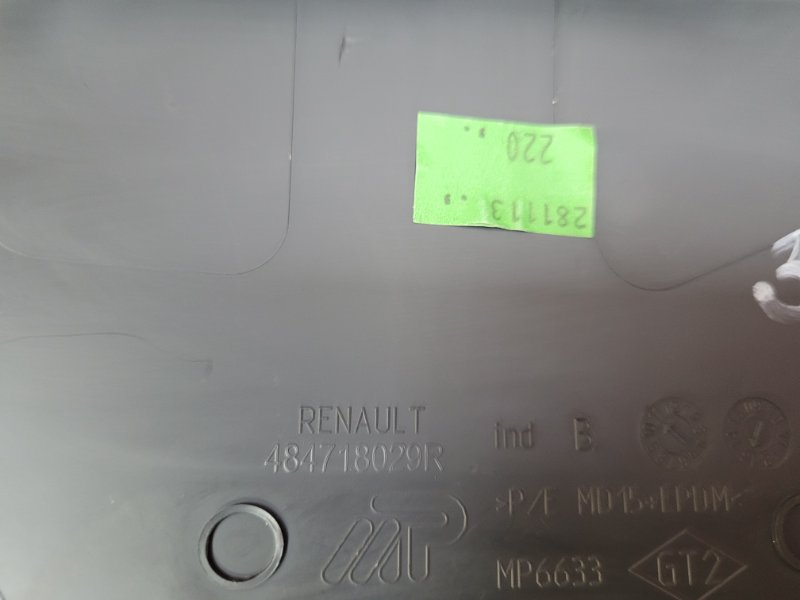 281113
220
RENAULT
484718029R
ind B
>P/E MD15+EPDM<
MP6633
GT2